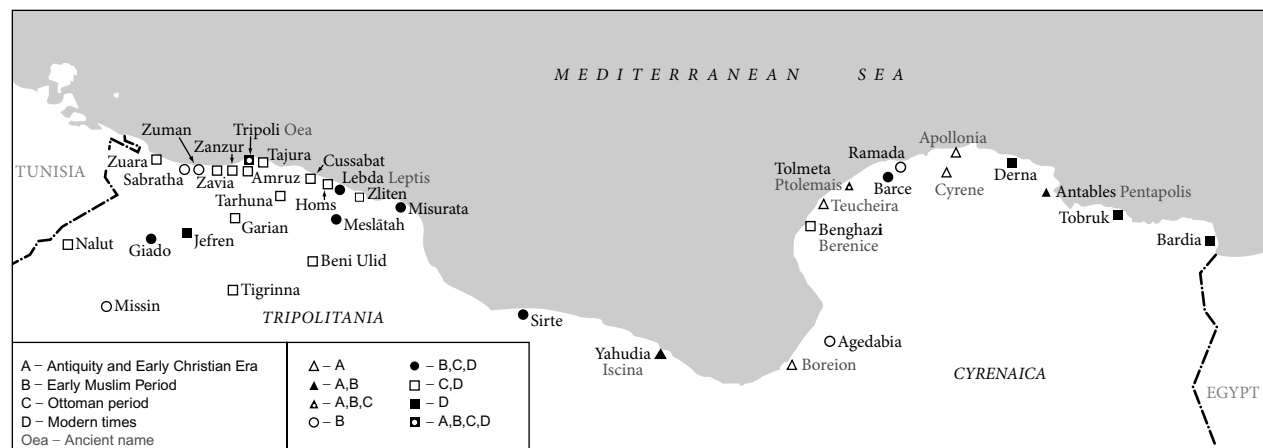 MEDITERRANEAN SEA
TUNISIA
Zuara
Sabratha
Zuman
Zavia
Zanzur
Tripoli Oea
Amruz
Tajura
Cussabat
Homs
Lebda Leptis
Zliten
Misurata
Meslātah
Tarhuna
Garian
Jefren
Giado
Nalut
Missin
Tigrinna
Beni Ulid
TRIPOLITANIA
Sirte
Yahudia
Iscina
Boreion
Agedabia
Benghazi
Berenice
Teucheira
Tolmeta
Ptolemais
Barce
Ramada
Apollonia
Cyrene
Derna
Antables Pentapolis
Tobruk
Bardia
CYRENAICA
EGYPT
A – Antiquity and Early Christian Era
B – Early Muslim Period
C – Ottoman period
D – Modern times
Oea – Ancient name
– A
– A,B
– A,B,C
– B
– B,C,D
– C,D
– D
– A,B,C,D